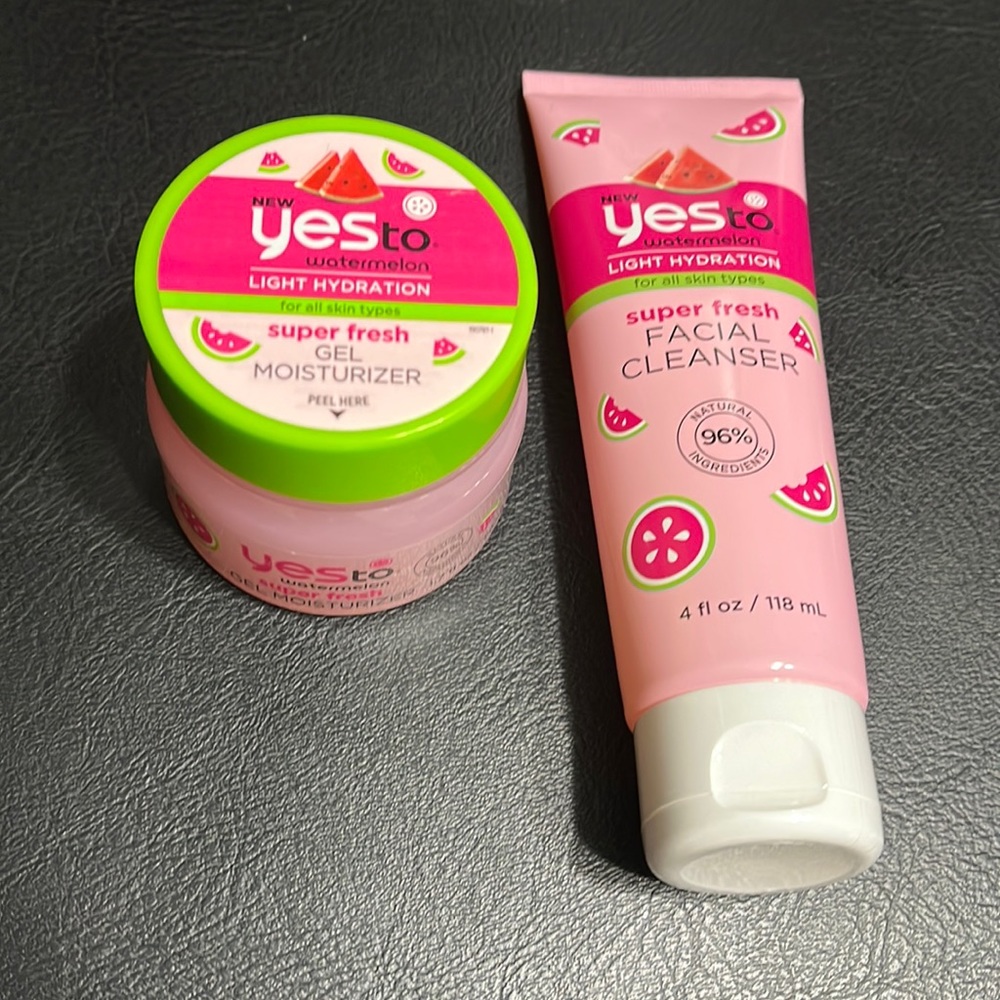 NEW
yes to
watermelon
LIGHT HYDRATION
for all skin types
super fresh
GEL
MOISTURIZER
PEEL HERE
yes to
watermelon
super fresh
GEL MOISTURIZER
NEW
yes to
watermelon
LIGHT HYDRATION
for all skin types
super fresh
FACIAL
CLEANSER
NATURAL
96%
INGREDIENTS
4 fl oz / 118 mL